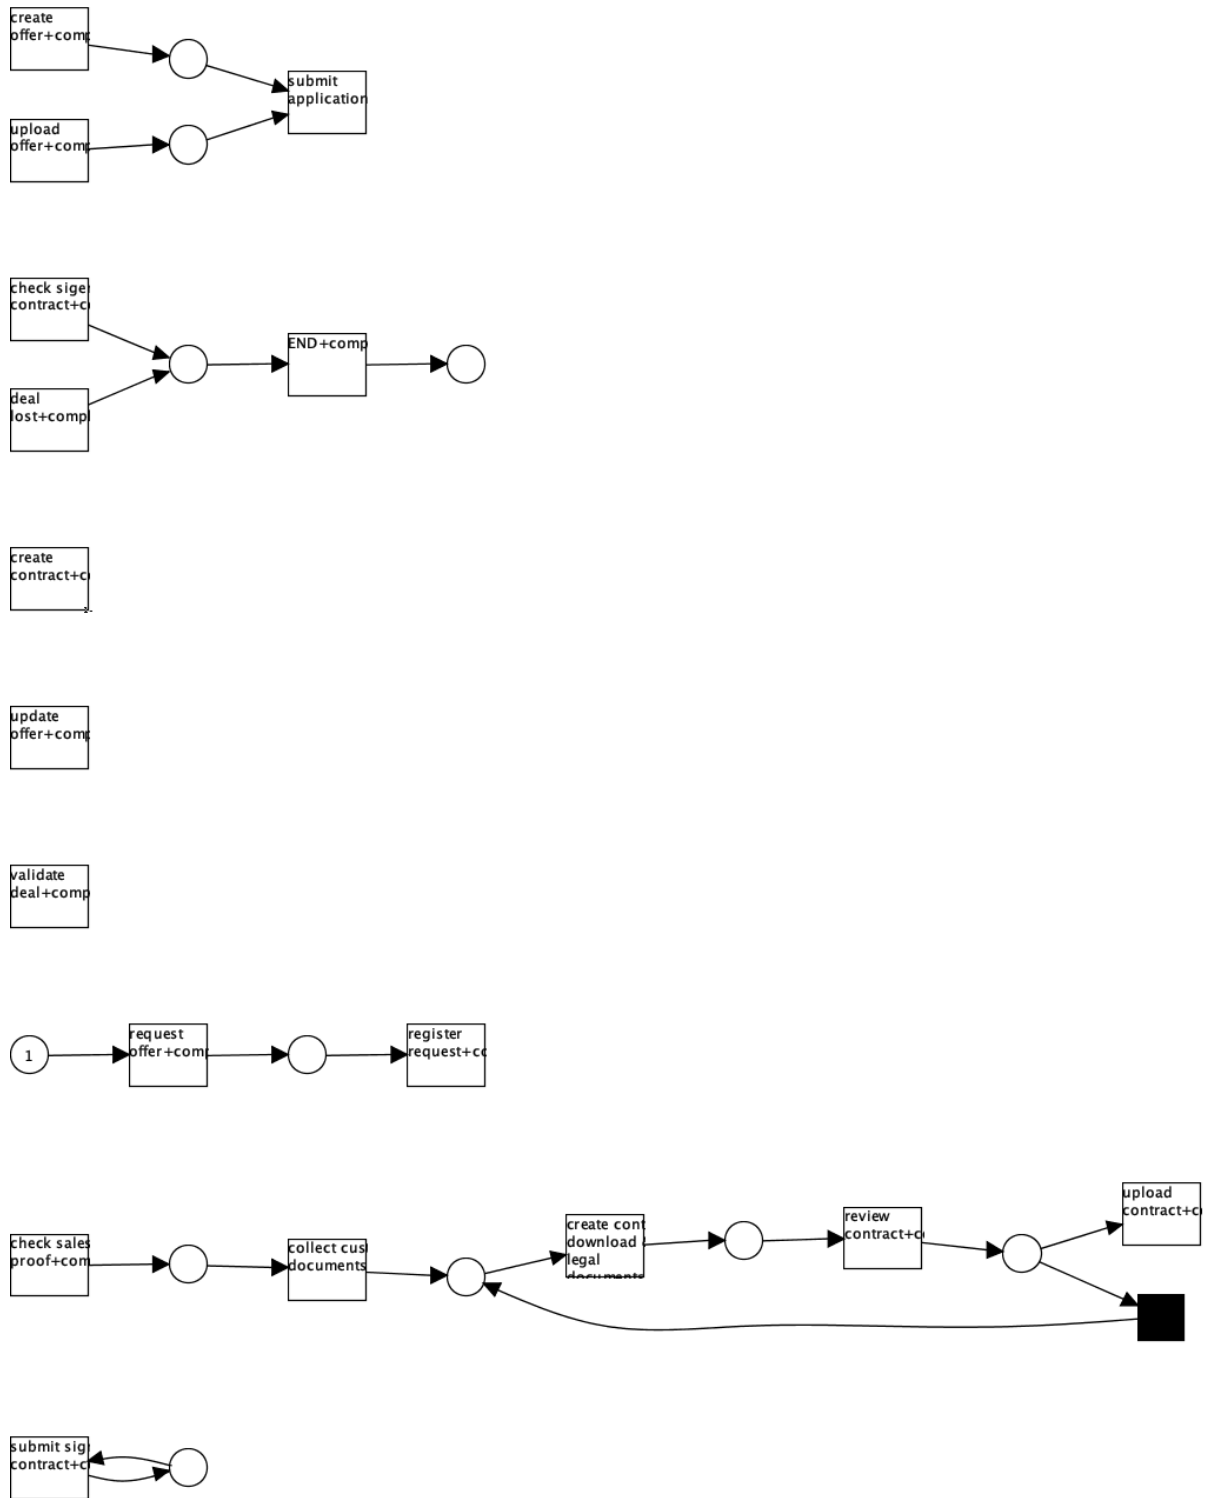 create
offer+comp
submit
application
upload
offer+comp
check sige
contract+c
END+comp
deal
lost+compl
create
contract+c
update
offer+comp
validate
deal+comp
1
request
offer+comp
register
request+cc
upload
contract+c
create cont
download
legal
documents
review
contract+c
check sales
proof+com
collect cus
documents
submit sig
contract+c